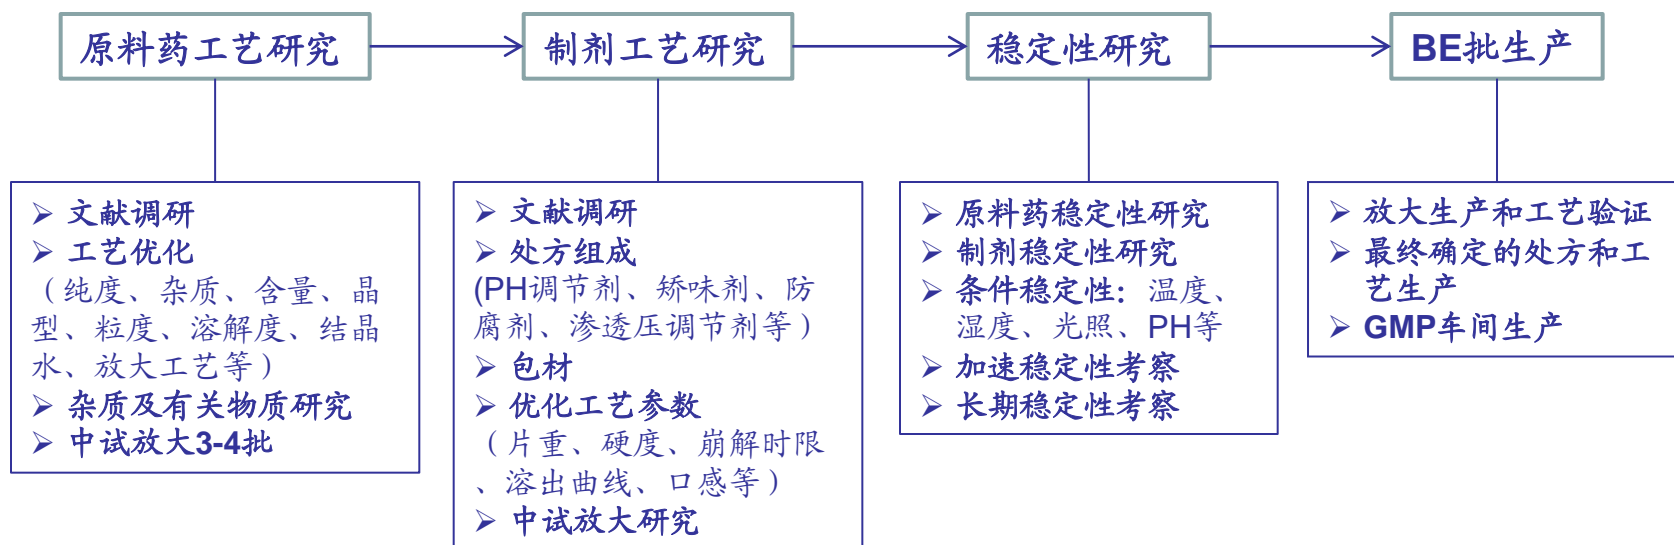 原料药工艺研究
制剂工艺研究
稳定性研究
BE批生产
➢ 文献调研
➢ 工艺优化
（纯度、杂质、含量、晶
型、粒度、溶解度、结晶
水、放大工艺等）
➢ 杂质及有关物质研究
➢ 中试放大3-4批
➢ 文献调研
➢ 处方组成
(PH调节剂、矫味剂、防
腐剂、渗透压调节剂等）
➢ 包材
➢ 优化工艺参数
（片重、硬度、崩解时限
、溶出曲线、口感等）
➢ 中试放大研究
➢ 原料药稳定性研究
➢ 制剂稳定性研究
➢ 条件稳定性：温度、
湿度、光照、PH等
➢ 加速稳定性考察
➢ 长期稳定性考察
➢ 放大生产和工艺验证
➢ 最终确定的处方和工
艺生产
➢ GMP车间生产